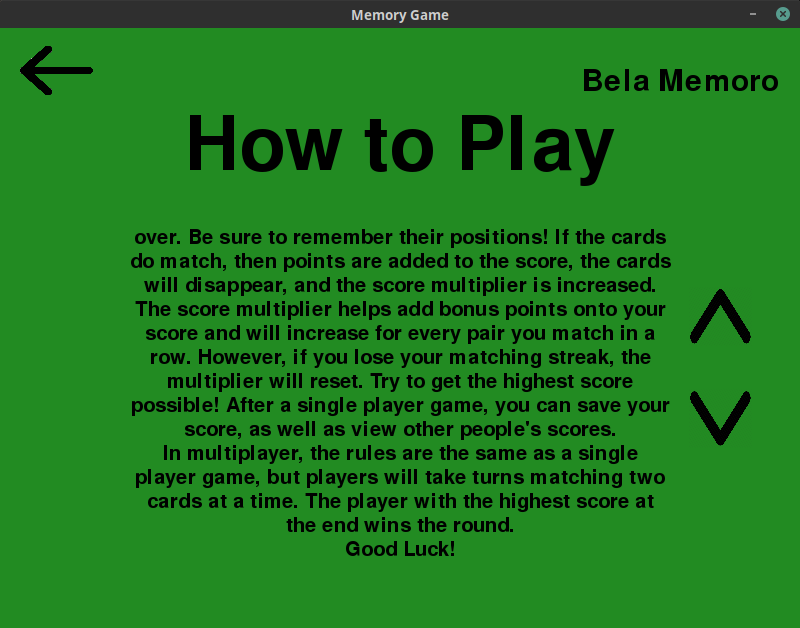 Memory Game
Bela Memoro
How to Play
over. Be sure to remember their positions! If the cards
do match, then points are added to the score, the cards
will disappear, and the score multiplier is increased.
The score multiplier helps add bonus points onto your
score and will increase for every pair you match in a
row. However, if you lose your matching streak, the
multiplier will reset. Try to get the highest score
possible! After a single player game, you can save your
score, as well as view other people's scores.
In multiplayer, the rules are the same as a single
player game, but players will take turns matching two
cards at a time. The player with the highest score at
the end wins the round.
Good Luck!